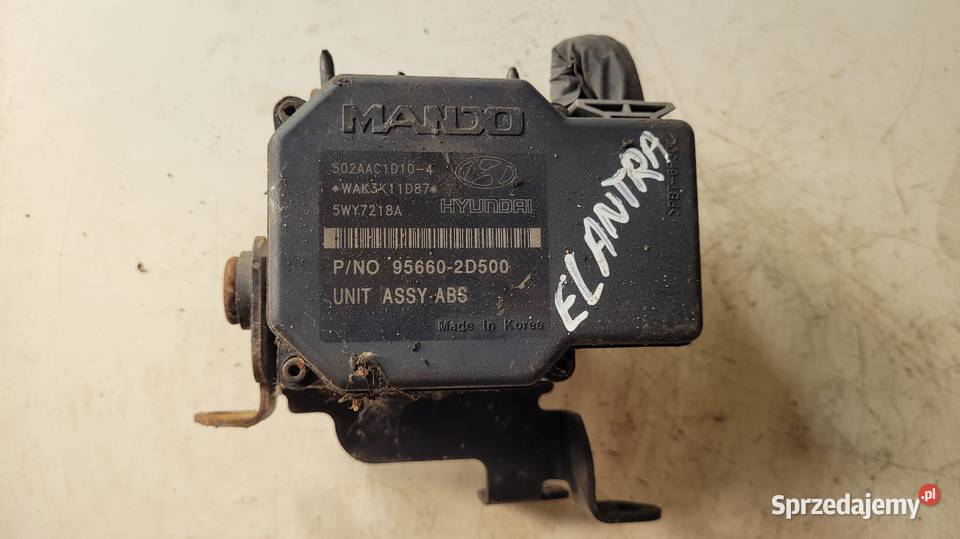 MANDO
502AAC1D10-4
*WAK3K11D87*
5WY7218A
HYUNDAI
P/NO 95660-2D500
UNIT ASSY-ABS
Made in Korea
ELANTRA
Sprzedajemy.pl